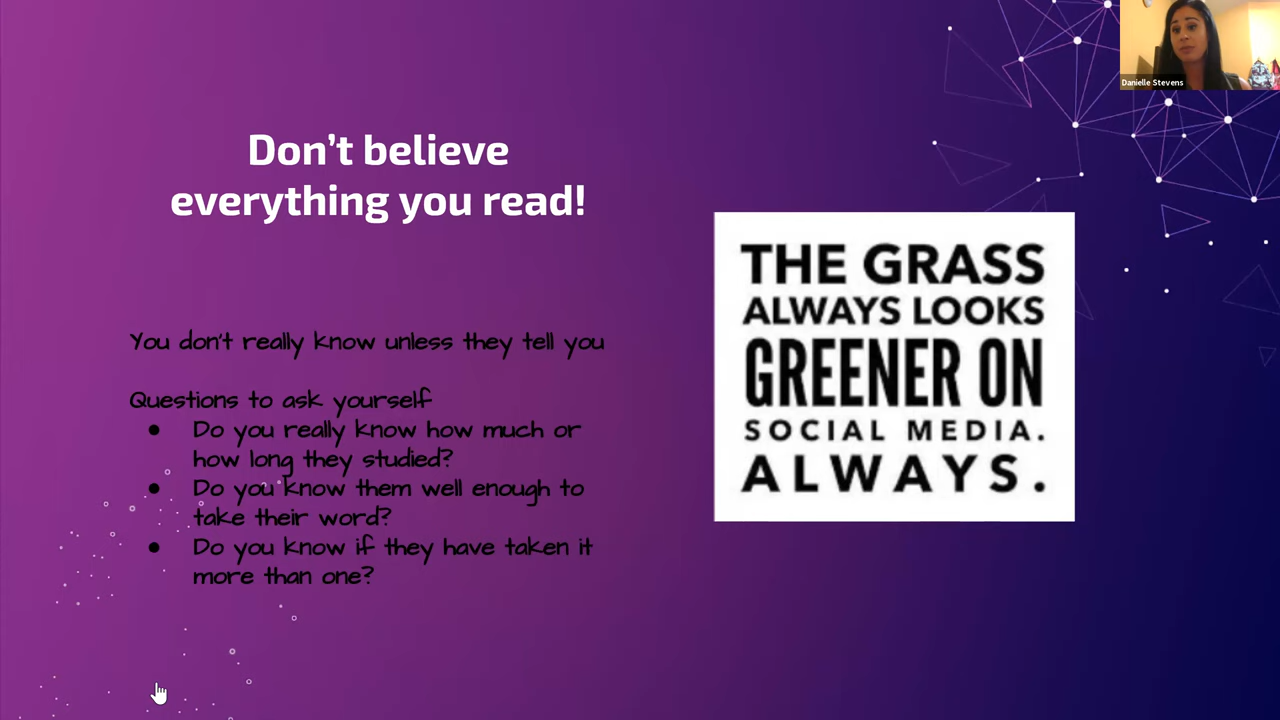 Danielle Stevens
Don't believe
everything you read!
You don't really know unless they tell you
Questions to ask yourself
● Do you really know how much or
how long they studied?
● Do you know them well enough to
take their word?
● Do you know if they have taken it
more than one?
THE GRASS
ALWAYS LOOKS
GREENER ON
SOCIAL MEDIA.
ALWAYS.